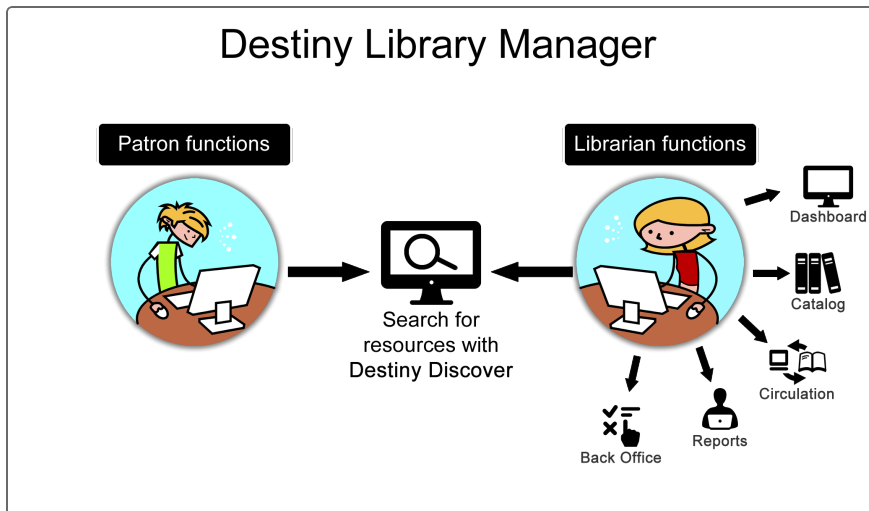 Destiny Library Manager
Patron functions
Librarian functions
Dashboard
Catalog
Search for
resources with
Destiny Discover
Circulation
Reports
Back Office